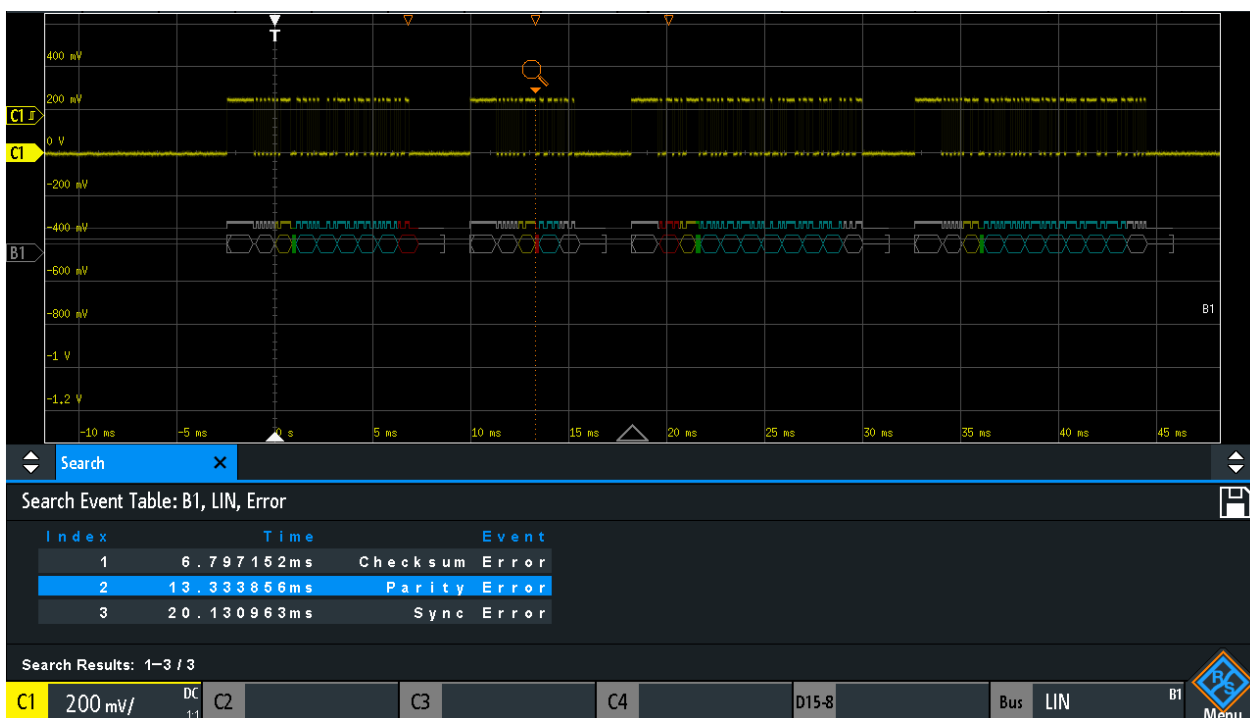 T
400 mV
200 mV
C1
0 V
C1
-200 mV
-400 mV
B1
-600 mV
-800 mV
B1
-1 V
-1.2 V
-10 ms -5 ms 0 s 5 ms 10 ms 15 ms 20 ms 25 ms 30 ms 35 ms 40 ms 45 ms
Search ×
Search Event Table: B1, LIN, Error
Index Time Event
1 6.797152ms Checksum Error
2 13.333856ms Parity Error
3 20.130963ms Sync Error
Search Results: 1-3 / 3
C1 200 mV/ DC 1:1 C2 C3 C4 D15-8 Bus LIN B1 R&S
Menu